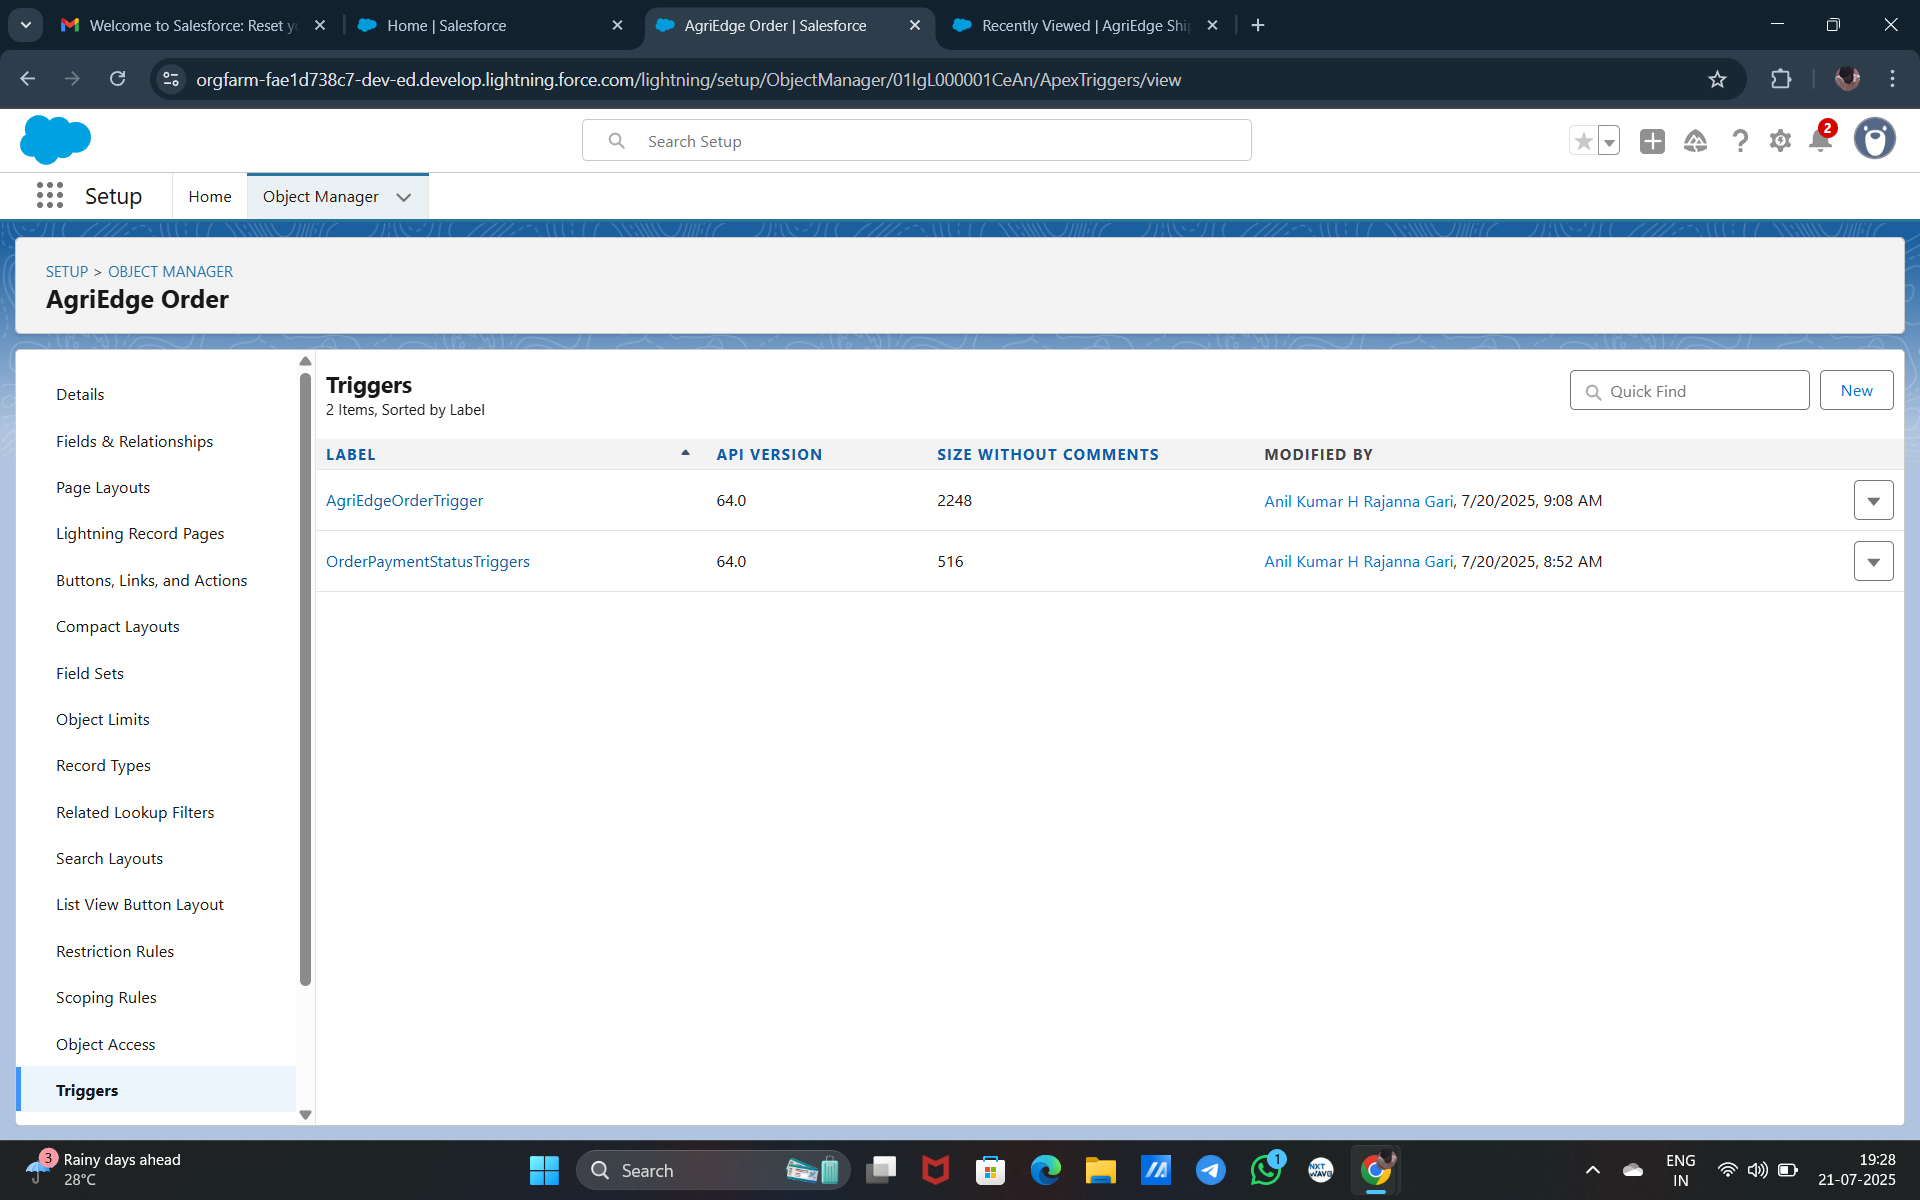 Welcome to Salesforce: Reset yo
Home | Salesforce
AgriEdge Order | Salesforce
Recently Viewed | AgriEdge Shi
orgfarm-fae1d738c7-dev-ed.develop.lightning.force.com/lightning/setup/ObjectManager/01IgL000001CeAn/ApexTriggers/view
Search Setup
2
Setup
Home
Object Manager
SETUP > OBJECT MANAGER
AgriEdge Order
Details
Fields & Relationships
Page Layouts
Lightning Record Pages
Buttons, Links, and Actions
Compact Layouts
Field Sets
Object Limits
Record Types
Related Lookup Filters
Search Layouts
List View Button Layout
Restriction Rules
Scoping Rules
Object Access
Triggers
Triggers
2 Items, Sorted by Label
Quick Find
New
LABEL API VERSION SIZE WITHOUT COMMENTS MODIFIED BY
AgriEdgeOrderTrigger 64.0 2248 Anil Kumar H Rajanna Gari, 7/20/2025, 9:08 AM
OrderPaymentStatusTriggers 64.0 516 Anil Kumar H Rajanna Gari, 7/20/2025, 8:52 AM
3
Rainy days ahead
28°C
Search
1
NXT
WAVE
ENG
IN
19:28
21-07-2025